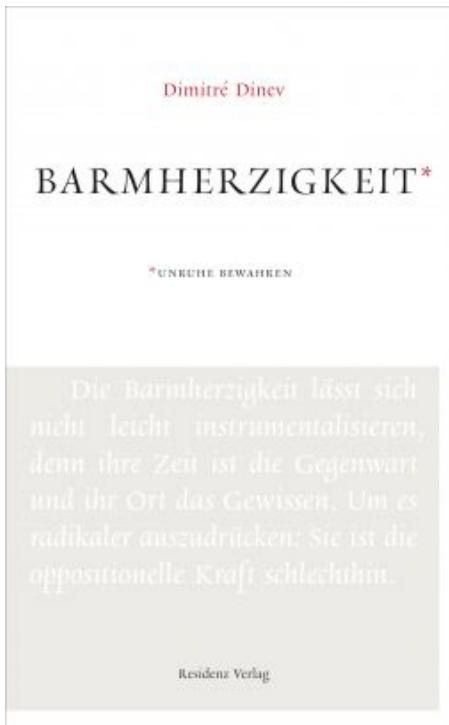 Dimitré Dinev
BARMHERZIGKEIT*
*UNRUHE BEWAHREN
Die Barmherzigkeit lässt sich
nicht leicht instrumentalisieren,
denn ihre Zeit ist die Gegenwart
und ihr Ort das Gewissen. Um es
radikaler auszudrücken: Sie ist die
oppositionelle Kraft schlechthin.
Residenz Verlag